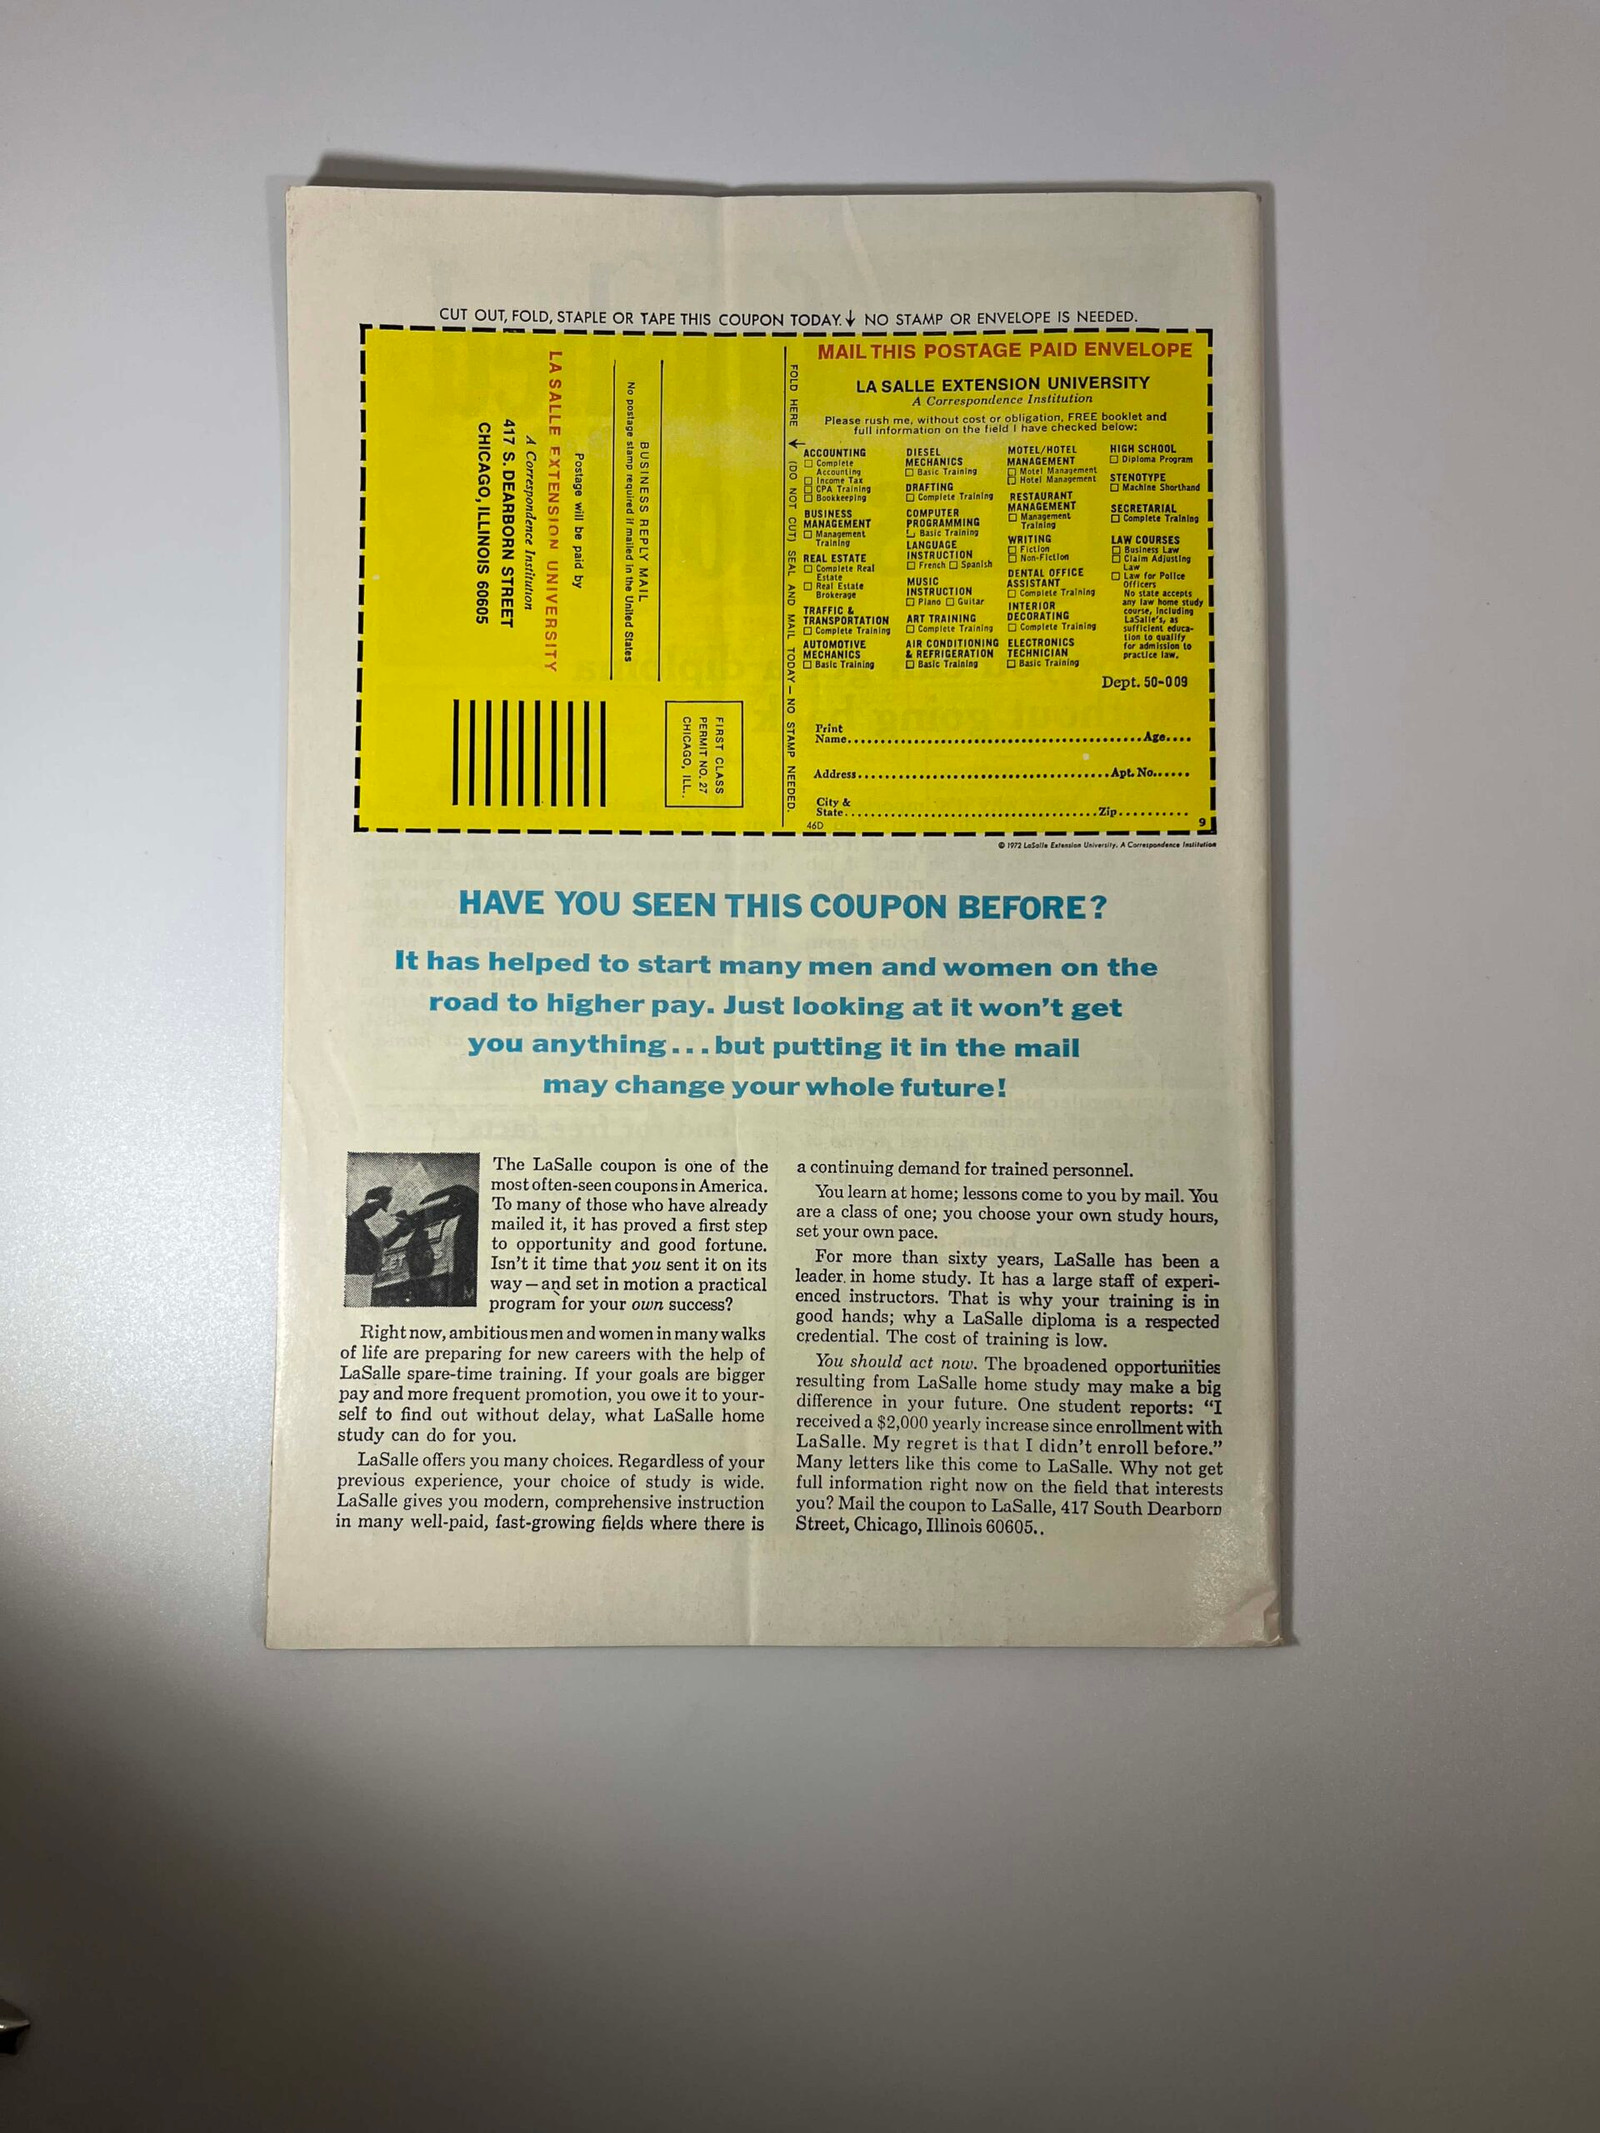 CUT OUT, FOLD, STAPLE OR TAPE THIS COUPON TODAY.↓ NO STAMP OR ENVELOPE IS NEEDED.
BUSINESS REPLY MAIL
No postage stamp required if mailed in the United States
Postage will be paid by
LA SALLE EXTENSION UNIVERSITY
A Correspondence Institution
417 S. DEARBORN STREET
CHICAGO, ILLINOIS 60605
FIRST CLASS
PERMIT NO. 27
CHICAGO, ILL.
FOLD HERE ↓ (DO NOT CUT) SEAL AND MAIL TODAY — NO STAMP NEEDED.
MAIL THIS POSTAGE PAID ENVELOPE
LA SALLE EXTENSION UNIVERSITY
A Correspondence Institution
Please rush me, without cost or obligation, FREE booklet and
full information on the field I have checked below:
ACCOUNTING
☐ Complete
Accounting
☐ Income Tax
☐ CPA Training
☐ Bookkeeping
BUSINESS
MANAGEMENT
☐ Management
Training
REAL ESTATE
☐ Complete Real
Estate
☐ Real Estate
Brokerage
TRAFFIC &
TRANSPORTATION
☐ Complete Training
AUTOMOTIVE
MECHANICS
☐ Basic Training
DIESEL
MECHANICS
☐ Basic Training
DRAFTING
☐ Complete Training
COMPUTER
PROGRAMMING
☐ Basic Training
LANGUAGE
INSTRUCTION
☐ French ☐ Spanish
MUSIC
INSTRUCTION
☐ Piano ☐ Guitar
ART TRAINING
☐ Complete Training
AIR CONDITIONING
& REFRIGERATION
☐ Basic Training
MOTEL/HOTEL
MANAGEMENT
☐ Motel Management
☐ Hotel Management
RESTAURANT
MANAGEMENT
☐ Management
Training
WRITING
☐ Fiction
☐ Non-Fiction
DENTAL OFFICE
ASSISTANT
☐ Complete Training
INTERIOR
DECORATING
☐ Complete Training
ELECTRONICS
TECHNICIAN
☐ Basic Training
HIGH SCHOOL
☐ Diploma Program
STENOTYPE
☐ Machine Shorthand
SECRETARIAL
☐ Complete Training
LAW COURSES
☐ Business Law
☐ Claim Adjusting
Law
☐ Law for Police
Officers
No state accepts
any law home study
course, including
LaSalle's, as
sufficient educa-
tion to qualify
for admission to
practice law.
Dept. 50-009
Print
Name........................................Age....
Address...................................Apt. No......
City &
State...................................Zip..........
46D 9
© 1972 LaSalle Extension University, A Correspondence Institution
HAVE YOU SEEN THIS COUPON BEFORE?
It has helped to start many men and women on the
road to higher pay. Just looking at it won't get
you anything... but putting it in the mail
may change your whole future!
The LaSalle coupon is one of the
most often-seen coupons in America.
To many of those who have already
mailed it, it has proved a first step
to opportunity and good fortune.
Isn't it time that you sent it on its
way – and set in motion a practical
program for your own success?
Right now, ambitious men and women in many walks
of life are preparing for new careers with the help of
LaSalle spare-time training. If your goals are bigger
pay and more frequent promotion, you owe it to your-
self to find out without delay, what LaSalle home
study can do for you.
LaSalle offers you many choices. Regardless of your
previous experience, your choice of study is wide.
LaSalle gives you modern, comprehensive instruction
in many well-paid, fast-growing fields where there is
a continuing demand for trained personnel.
You learn at home; lessons come to you by mail. You
are a class of one; you choose your own study hours,
set your own pace.
For more than sixty years, LaSalle has been a
leader in home study. It has a large staff of experi-
enced instructors. That is why your training is in
good hands; why a LaSalle diploma is a respected
credential. The cost of training is low.
You should act now. The broadened opportunities
resulting from LaSalle home study may make a big
difference in your future. One student reports: "I
received a $2,000 yearly increase since enrollment with
LaSalle. My regret is that I didn't enroll before."
Many letters like this come to LaSalle. Why not get
full information right now on the field that interests
you? Mail the coupon to LaSalle, 417 South Dearborn
Street, Chicago, Illinois 60605..